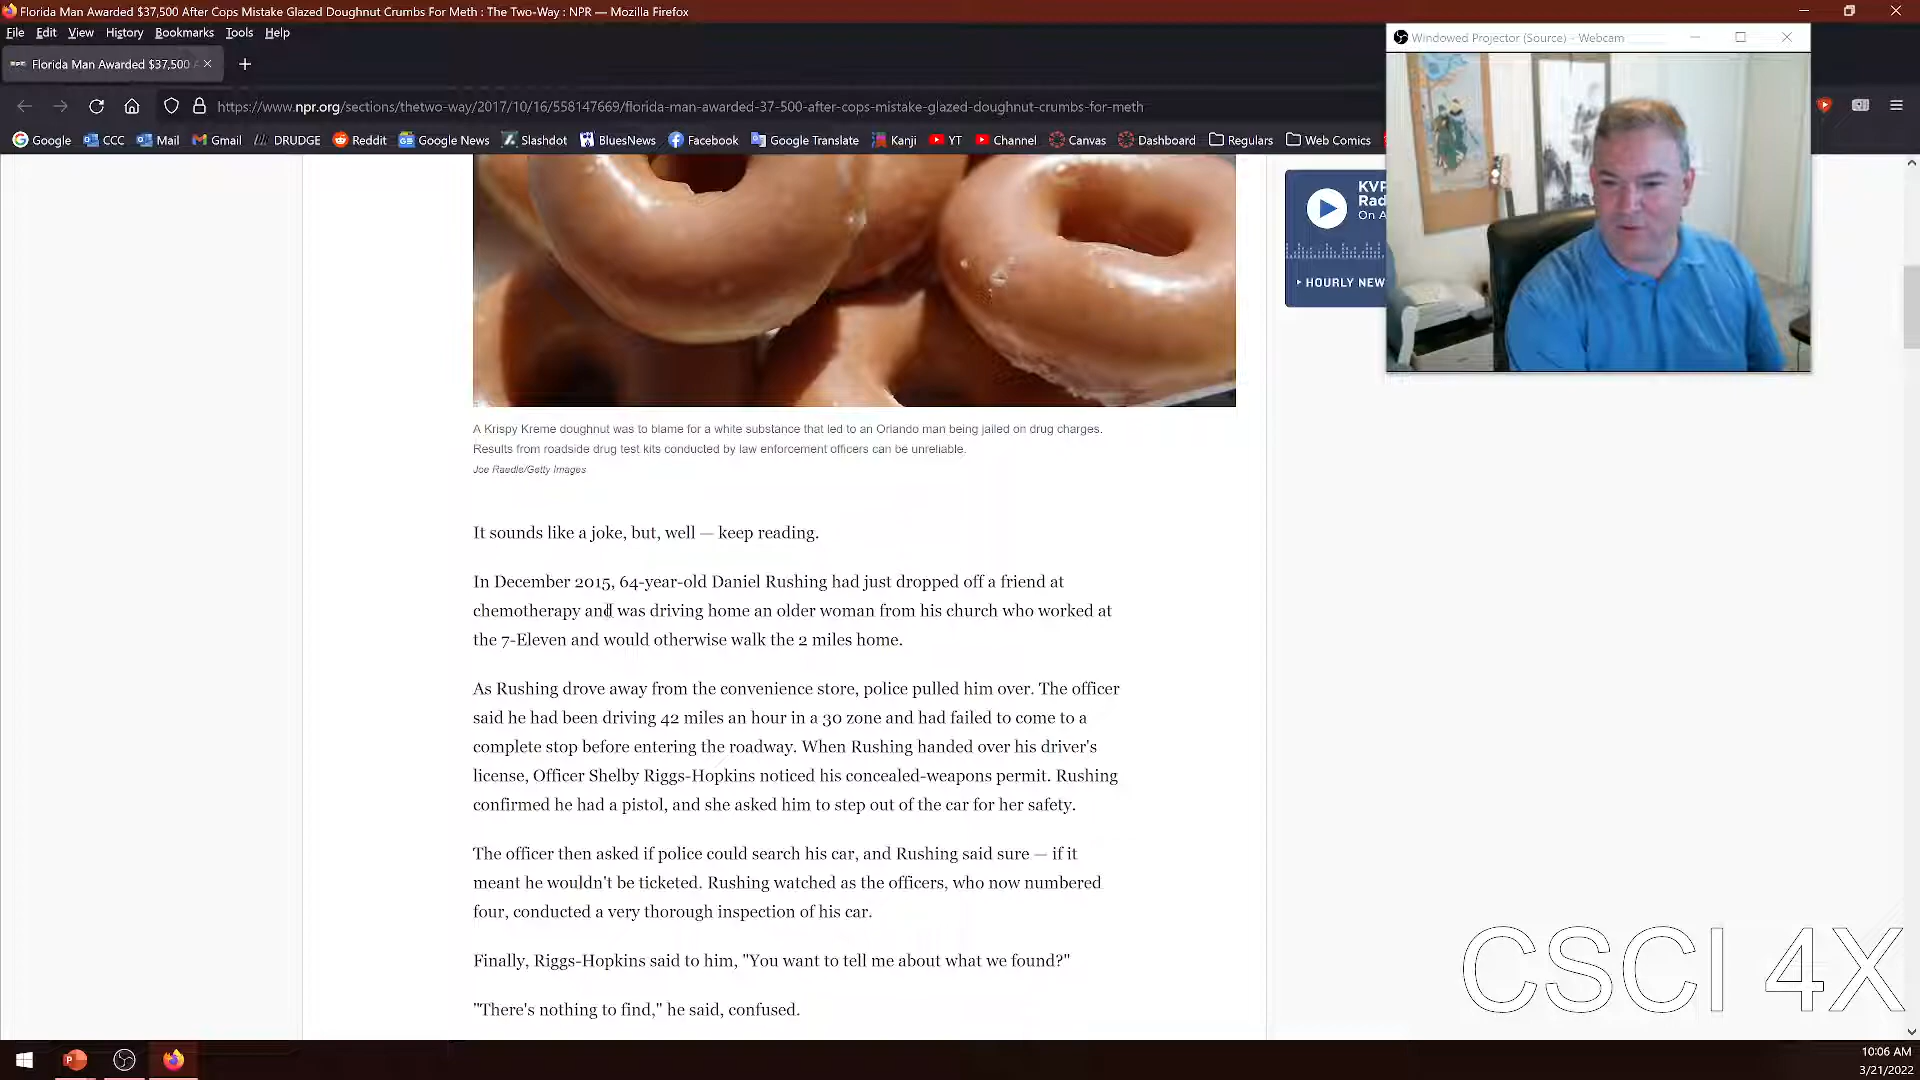 Florida Man Awarded $37,500 After Cops Mistake Glazed Doughnut Crumbs For Meth : The Two-Way : NPR — Mozilla Firefox
File Edit View History Bookmarks Tools Help
Windowed Projector (Source) - Webcam
Florida Man Awarded $37,500
https://www.npr.org/sections/thetwo-way/2017/10/16/558147669/florida-man-awarded-37-500-after-cops-mistake-glazed-doughnut-crumbs-for-meth
Google CCC Mail Gmail DRUDGE Reddit Google News Slashdot BluesNews Facebook Google Translate Kanji YT Channel Canvas Dashboard Regulars Web Comics
KVP
Rad
On A
HOURLY NEW
A Krispy Kreme doughnut was to blame for a white substance that led to an Orlando man being jailed on drug charges.
Results from roadside drug test kits conducted by law enforcement officers can be unreliable.
Joe Raedle/Getty Images
It sounds like a joke, but, well — keep reading.
In December 2015, 64-year-old Daniel Rushing had just dropped off a friend at
chemotherapy and was driving home an older woman from his church who worked at
the 7-Eleven and would otherwise walk the 2 miles home.
As Rushing drove away from the convenience store, police pulled him over. The officer
said he had been driving 42 miles an hour in a 30 zone and had failed to come to a
complete stop before entering the roadway. When Rushing handed over his driver's
license, Officer Shelby Riggs-Hopkins noticed his concealed-weapons permit. Rushing
confirmed he had a pistol, and she asked him to step out of the car for her safety.
The officer then asked if police could search his car, and Rushing said sure — if it
meant he wouldn't be ticketed. Rushing watched as the officers, who now numbered
four, conducted a very thorough inspection of his car.
Finally, Riggs-Hopkins said to him, "You want to tell me about what we found?"
"There's nothing to find," he said, confused.
CSCI 4X
10:06 AM
3/21/2022